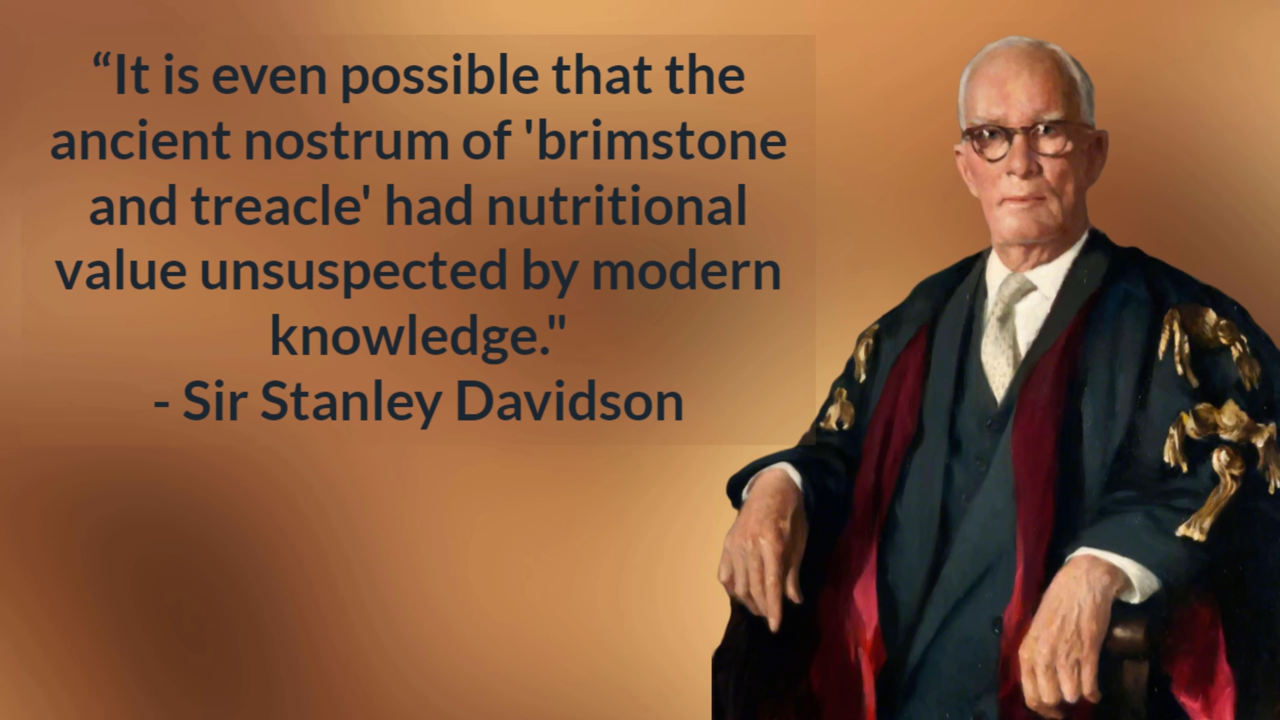 “It is even possible that the
ancient nostrum of 'brimstone
and treacle' had nutritional
value unsuspected by modern
knowledge."
- Sir Stanley Davidson